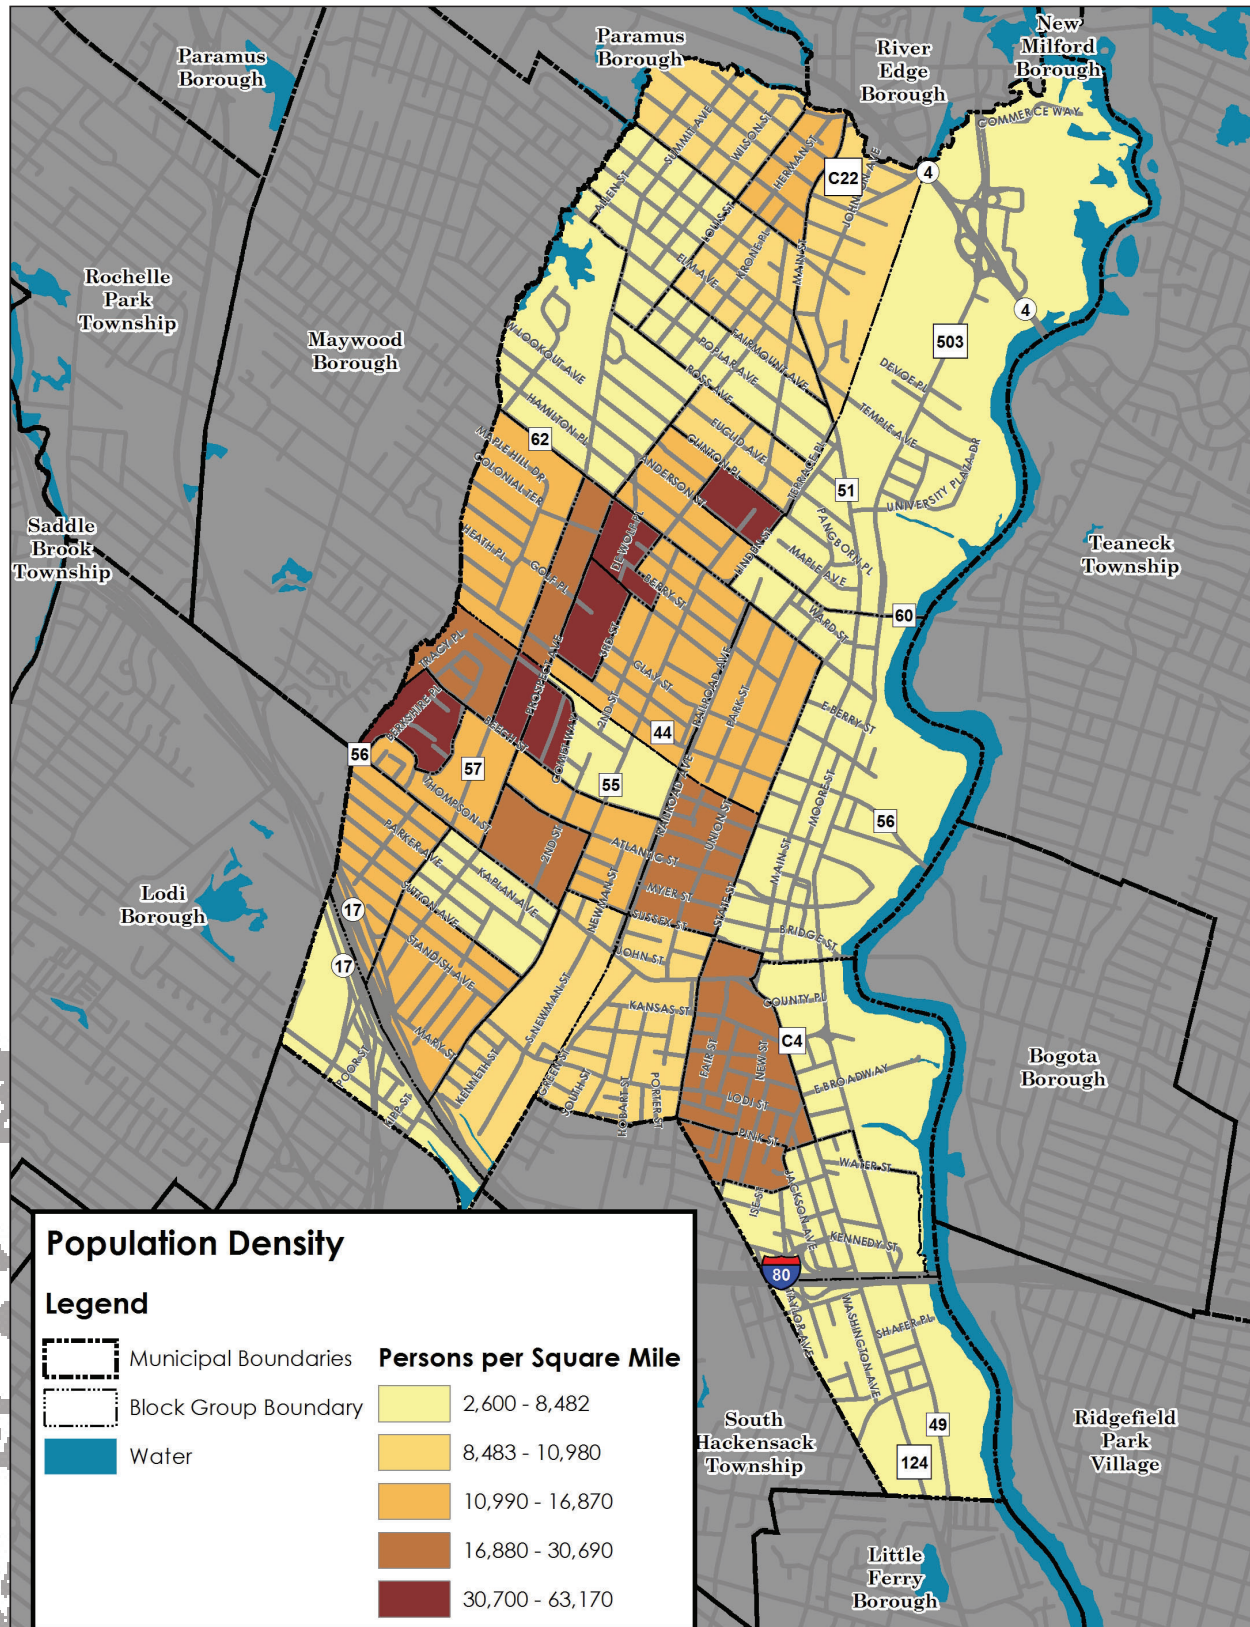 Paramus
Borough
Paramus
Borough
River
Edge
Borough
New
Milford
Borough
COMMERCE WAY
SUMMIT AVE
WILSON ST
HERMAN ST
C22
4
ALLEN ST
LOUIS ST
KRONE PL
MAIN ST
ELM AVE
4
Rochelle
Park
Township
Maywood
Borough
503
W LOOKOUT AVE
POPLAR AVE
FAIRMOUNT AVE
ROSS AVE
DEVOE PL
TEMPLE AVE
HAMILTON PL
62
EUCLID AVE
CLINTON PL
MAPLE HILL DR
COLONIAL TER
ANDERSON ST
TERRACE PL
51
UNIVERSITY PLAZA DR
PANGBORN PL
Saddle
Brook
Township
Teaneck
Township
HEATH PL
DE WOLF PL
LINDEN ST
MAPLE AVE
GOLF PL
BERRY ST
60
WARD ST
TRACY PL
3RD ST
CLAY ST
PROSPECT AVE
RAILROAD AVE
PARK ST
BERKSHIRE PL
BEECH ST
2ND ST
E BERRY ST
44
COMET WAY
56
57
55
RAILROAD AVE
THOMPSON ST
MOORE ST
56
UNION ST
PARKER AVE
2ND ST
ATLANTIC ST
MAIN ST
KAPLAN AVE
MYER ST
SUTTON AVE
NEWMAN ST
SUSSEX ST
STATE ST
Lodi
Borough
17
17
BRIDGE ST
STANDISH AVE
JOHN ST
S NEWMAN ST
KANSAS ST
COUNTY PL
C4
MARY ST
FAIR ST
NEW ST
Bogota
Borough
POOR ST
KENNETH ST
GREEN ST
SOUTH ST
HOBART ST
PORTER ST
E BROADWAY
LODI ST
KIPP ST
PINK ST
WATER ST
ISE ST
JACKSON AVE
KENNEDY ST
80
TAYLOR AVE
WASHINGTON AVE
SHAFER PL
South
Hackensack
Township
49
124
Ridgefield
Park
Village
Little
Ferry
Borough
Population Density
Legend
Municipal Boundaries
Block Group Boundary
Water
Persons per Square Mile
2,600 - 8,482
8,483 - 10,980
10,990 - 16,870
16,880 - 30,690
30,700 - 63,170